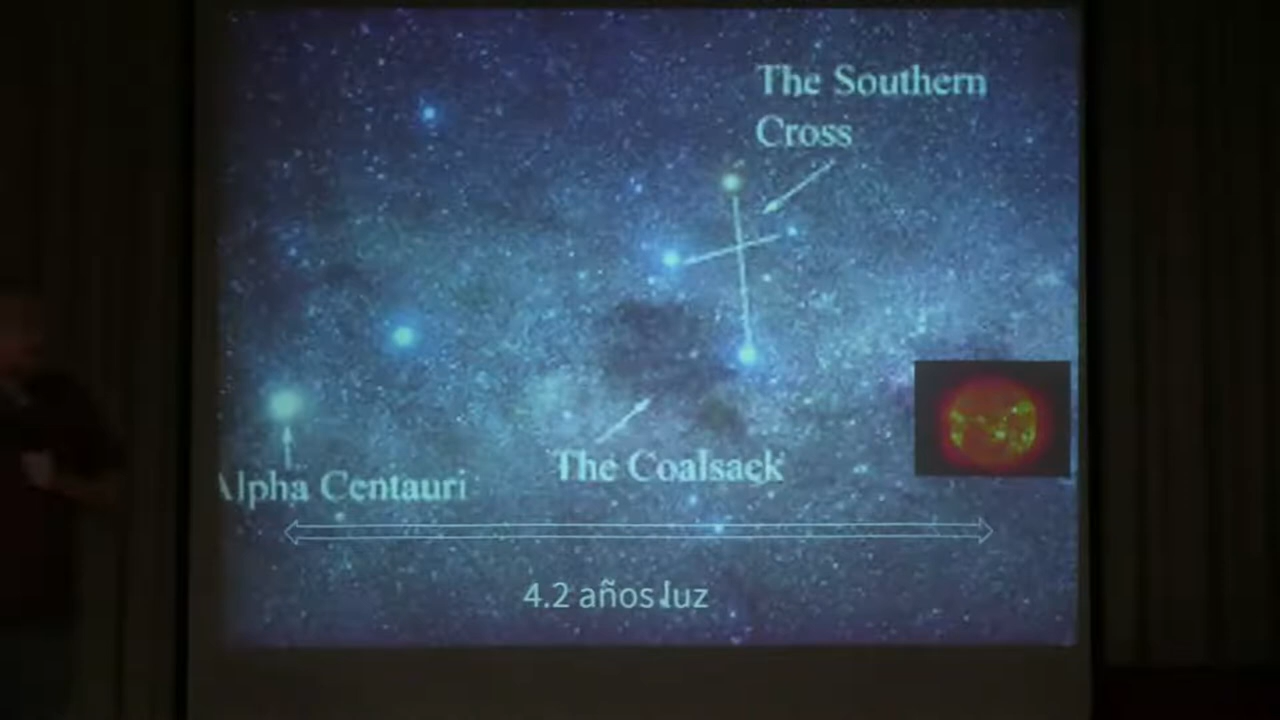 The Southern
Cross
The Coalsack
Alpha Centauri
4.2 años luz